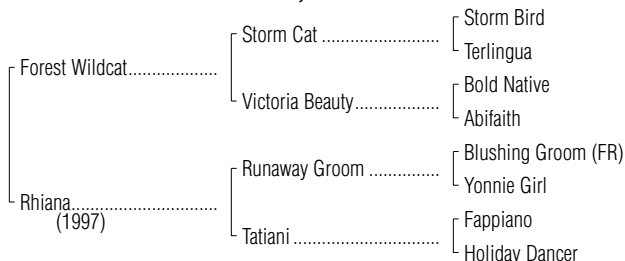 Storm Bird
Storm Cat ........................................
Terlingua
Forest Wildcat.....................
Bold Native
Victoria Beauty.....................
Abifaith
Blushing Groom (FR)
Runaway Groom .................
Yonnie Girl
Rhiana...................................
(1997)
Fappiano
Tatiani ...................................
Holiday Dancer